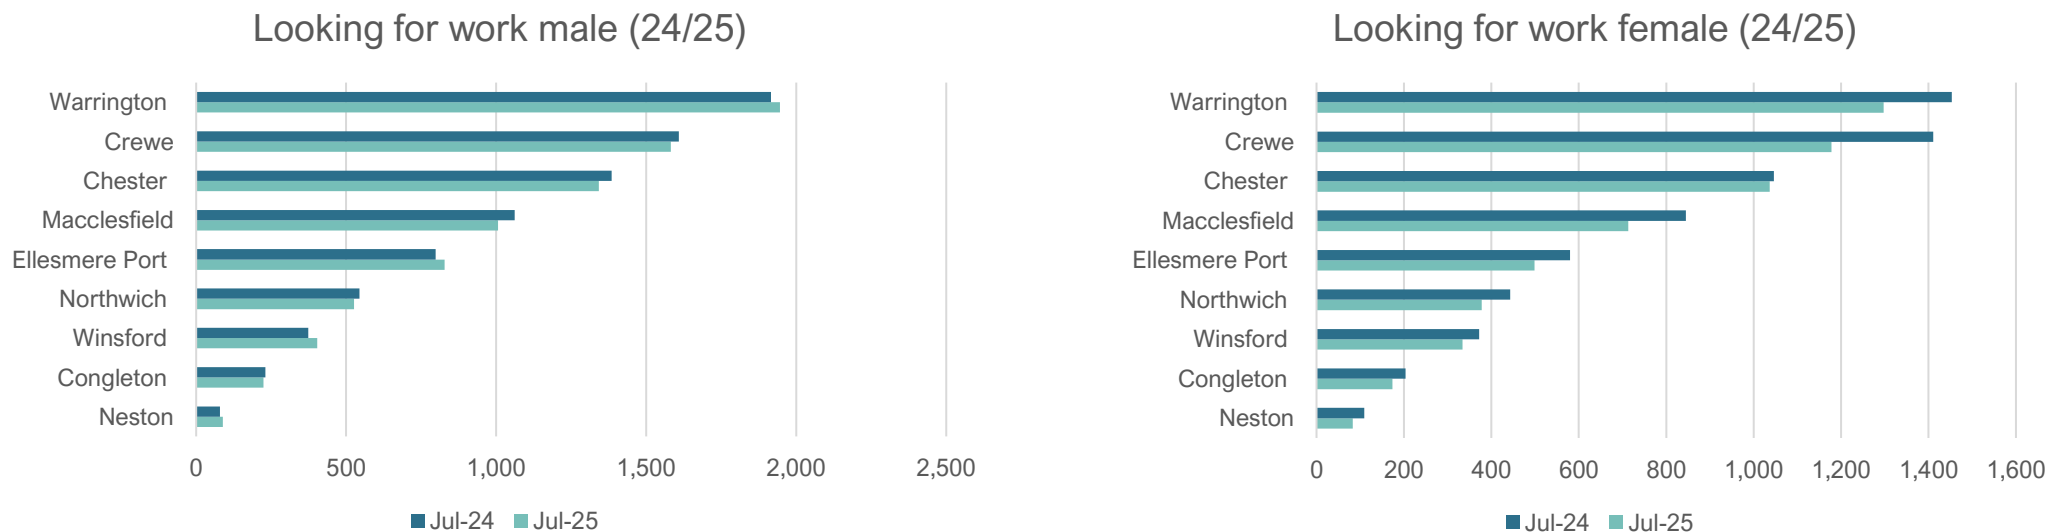 Looking for work male (24/25)
Warrington
Crewe
Chester
Macclesfield
Ellesmere Port
Northwich
Winsford
Congleton
Neston
0 500 1,000 1,500 2,000 2,500
Jul-24 Jul-25
Looking for work female (24/25)
Warrington
Crewe
Chester
Macclesfield
Ellesmere Port
Northwich
Winsford
Congleton
Neston
0 200 400 600 800 1,000 1,200 1,400 1,600
Jul-24 Jul-25